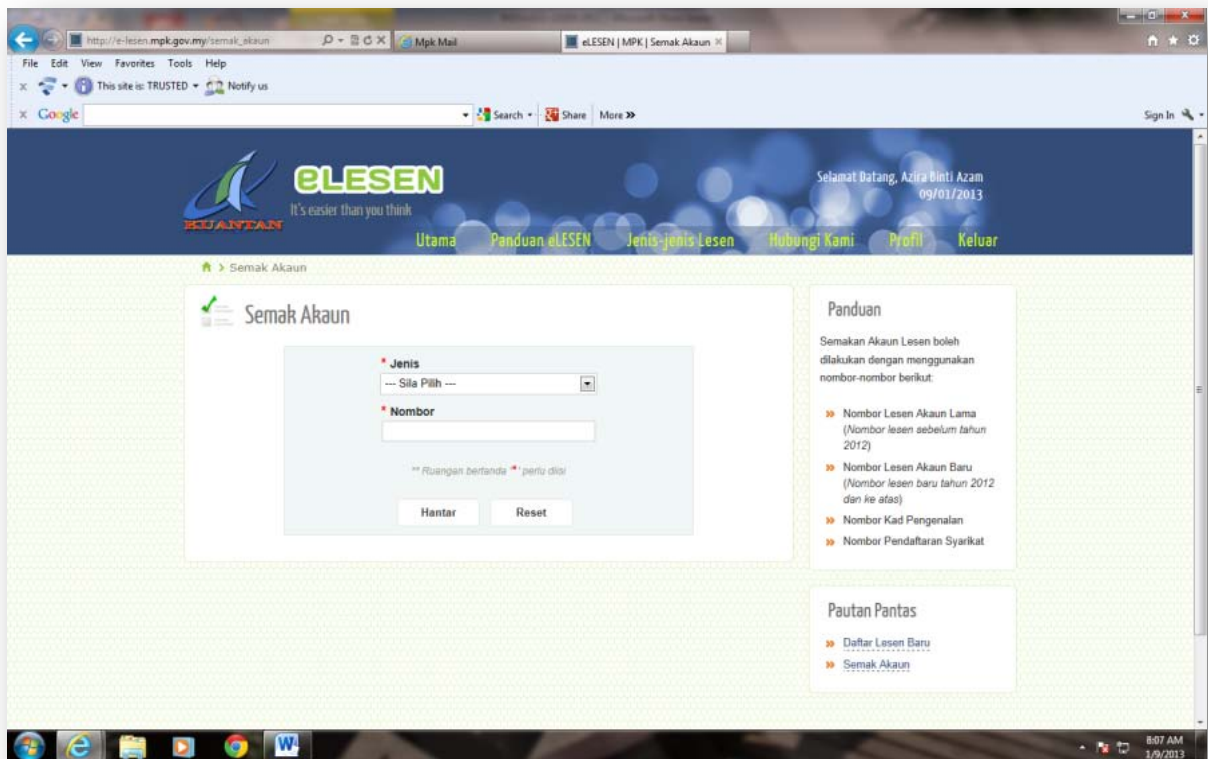 http://e-lesen.mpk.gov.my/semak_akaun
Mpk Mail
eLESEN | MPK | Semak Akaun
File Edit View Favorites Tools Help
This site is: TRUSTED Notify us
Google Search Share More » Sign In
KUANTAN
eLESEN
It's easier than you think
Selamat Datang, Azira Binti Azam
09/01/2013
Utama Panduan eLESEN Jenis-jenis Lesen Hubungi Kami Profil Keluar
> Semak Akaun
Semak Akaun
* Jenis
--- Sila Pilih ---
* Nombor
** Ruangan bertanda '*' perlu diisi
Hantar Reset
Panduan
Semakan Akaun Lesen boleh
dilakukan dengan menggunakan
nombor-nombor berikut:
Nombor Lesen Akaun Lama
(Nombor lesen sebelum tahun
2012)
Nombor Lesen Akaun Baru
(Nombor lesen baru tahun 2012
dan ke atas)
Nombor Kad Pengenalan
Nombor Pendaftaran Syarikat
Pautan Pantas
Daftar Lesen Baru
Semak Akaun
8:07 AM
1/9/2013